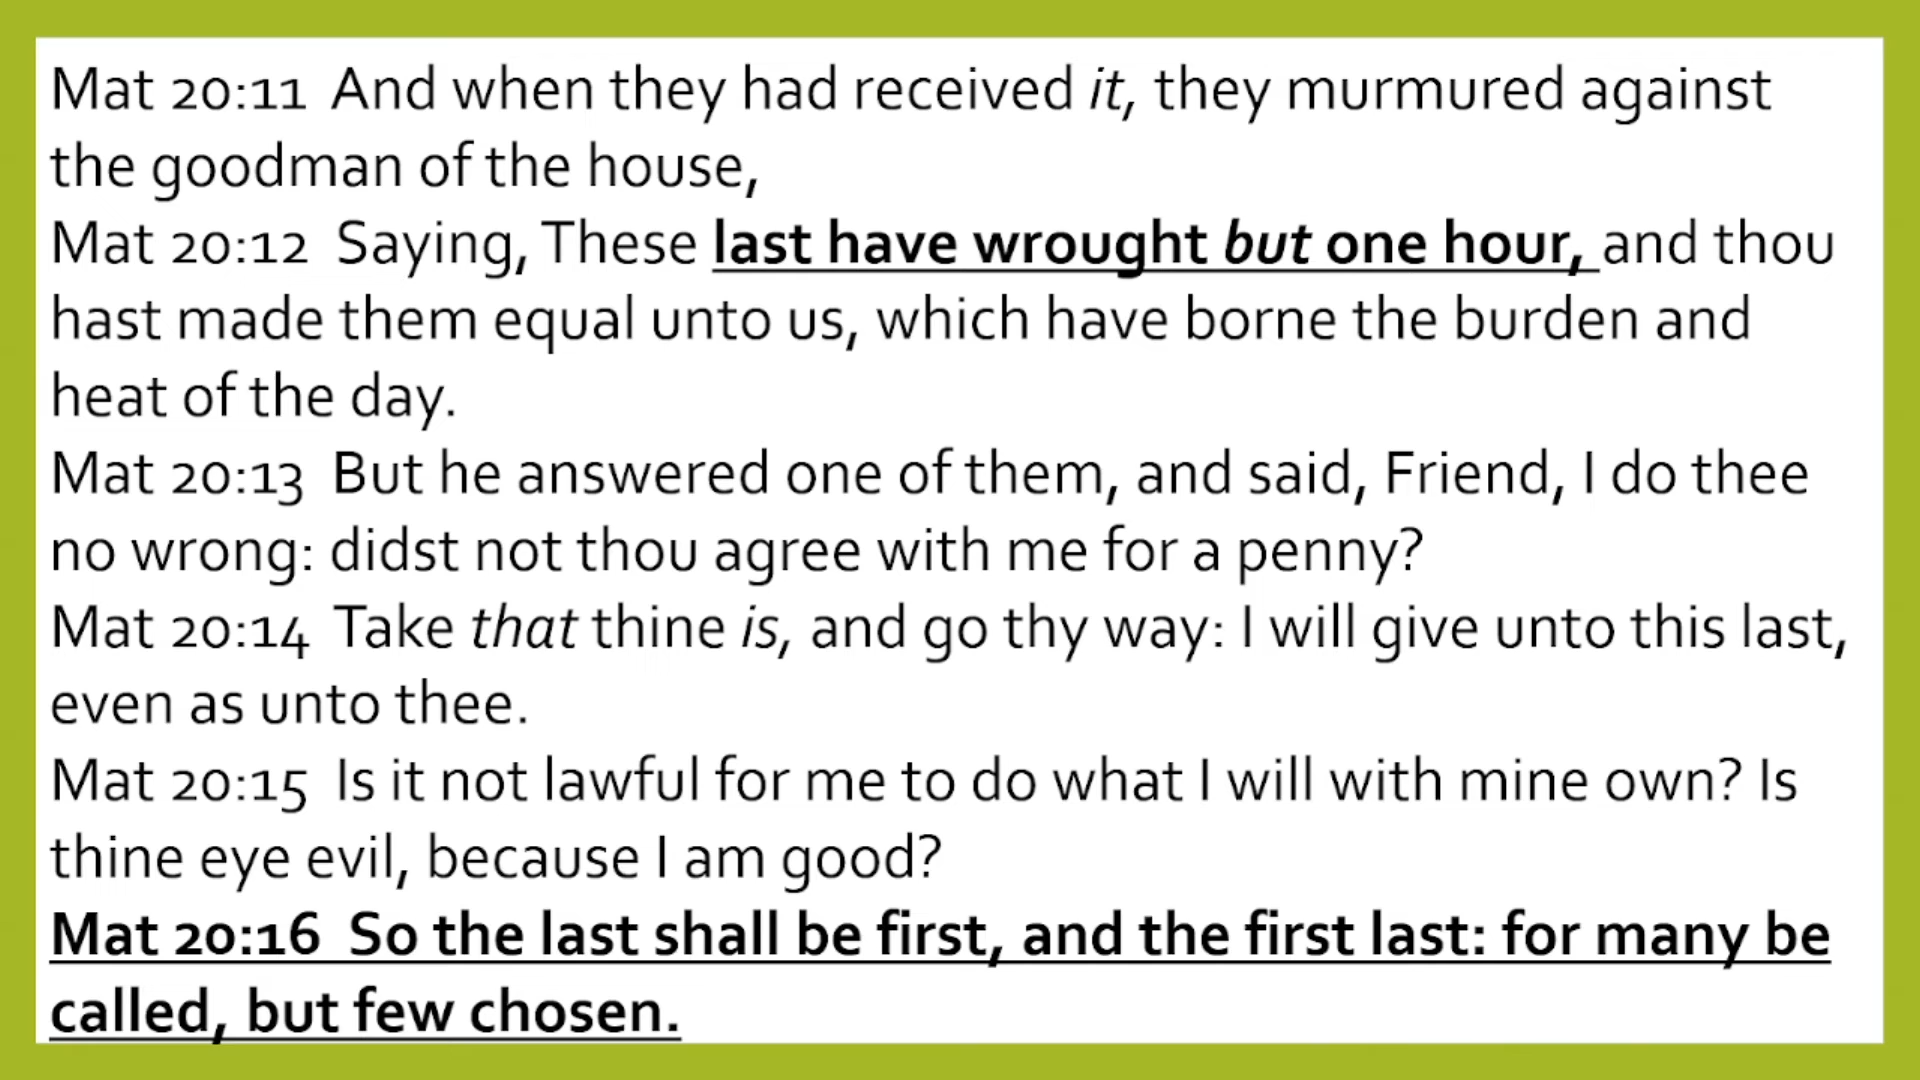 Mat 20:11  And when they had received it, they murmured against
the goodman of the house,
Mat 20:12  Saying, These last have wrought but one hour, and thou
hast made them equal unto us, which have borne the burden and
heat of the day.
Mat 20:13  But he answered one of them, and said, Friend, I do thee
no wrong: didst not thou agree with me for a penny?
Mat 20:14  Take that thine is, and go thy way: I will give unto this last,
even as unto thee.
Mat 20:15  Is it not lawful for me to do what I will with mine own? Is
thine eye evil, because I am good?
Mat 20:16  So the last shall be first, and the first last: for many be
called, but few chosen.